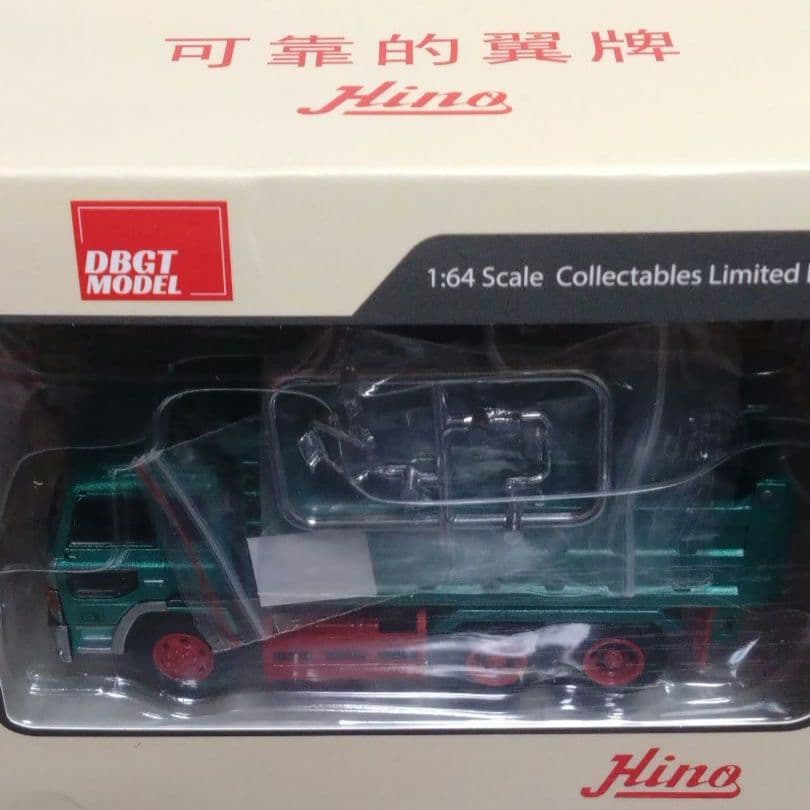 可靠的翼牌
Hino
DBGT
MODEL
1:64 Scale Collectables Limited
Hino